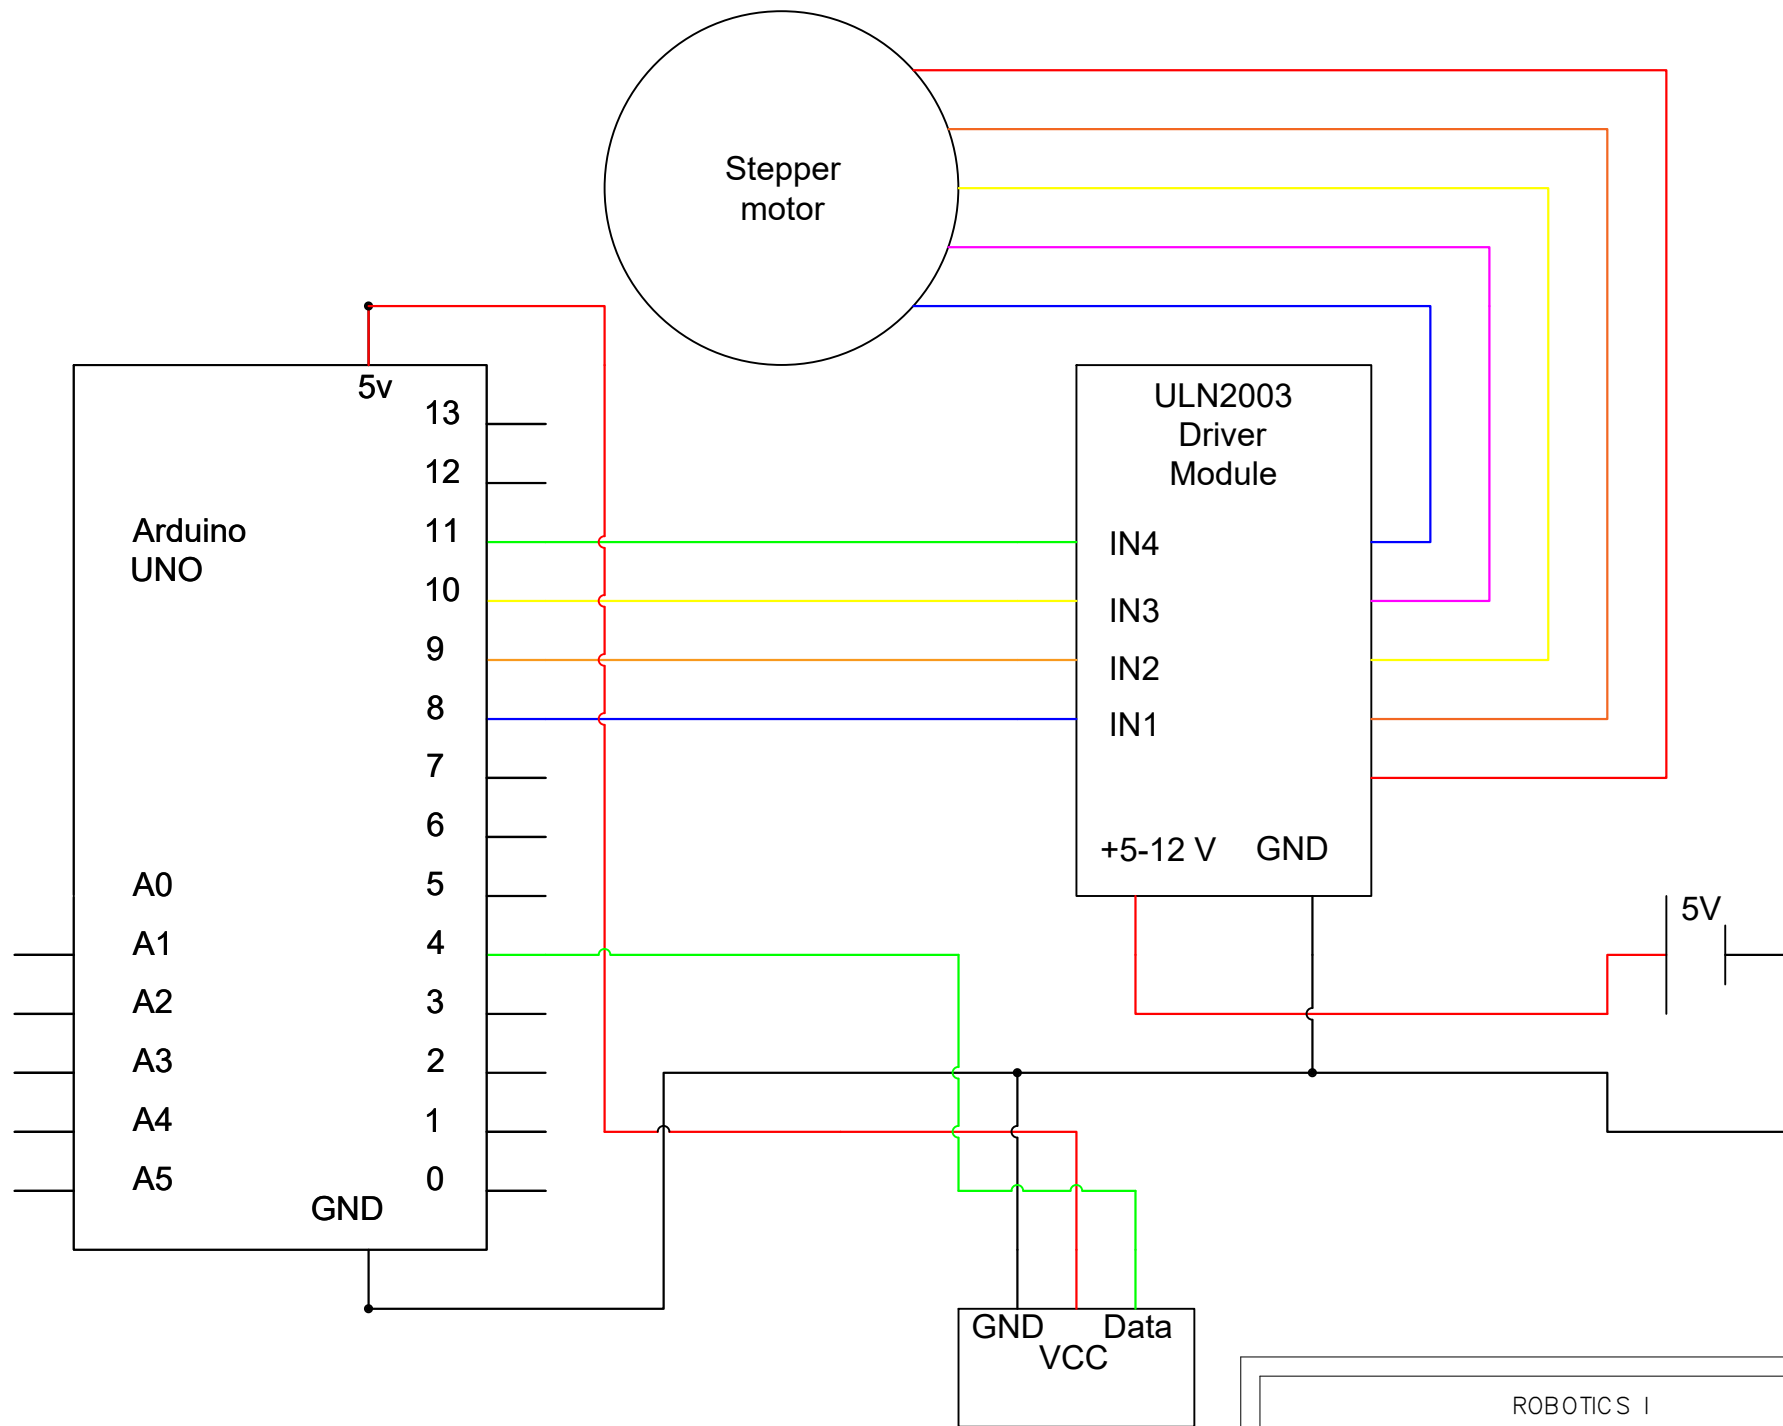 Stepper
motor
5v
13
12
Arduino
UNO
11
10
9
8
7
6
A0
5
A1
4
A2
3
A3
2
A4
1
A5
0
GND
ULN2003
Driver
Module
IN4
IN3
IN2
IN1
+5-12 V GND
5V
GND Data
VCC
ROBOTICS I